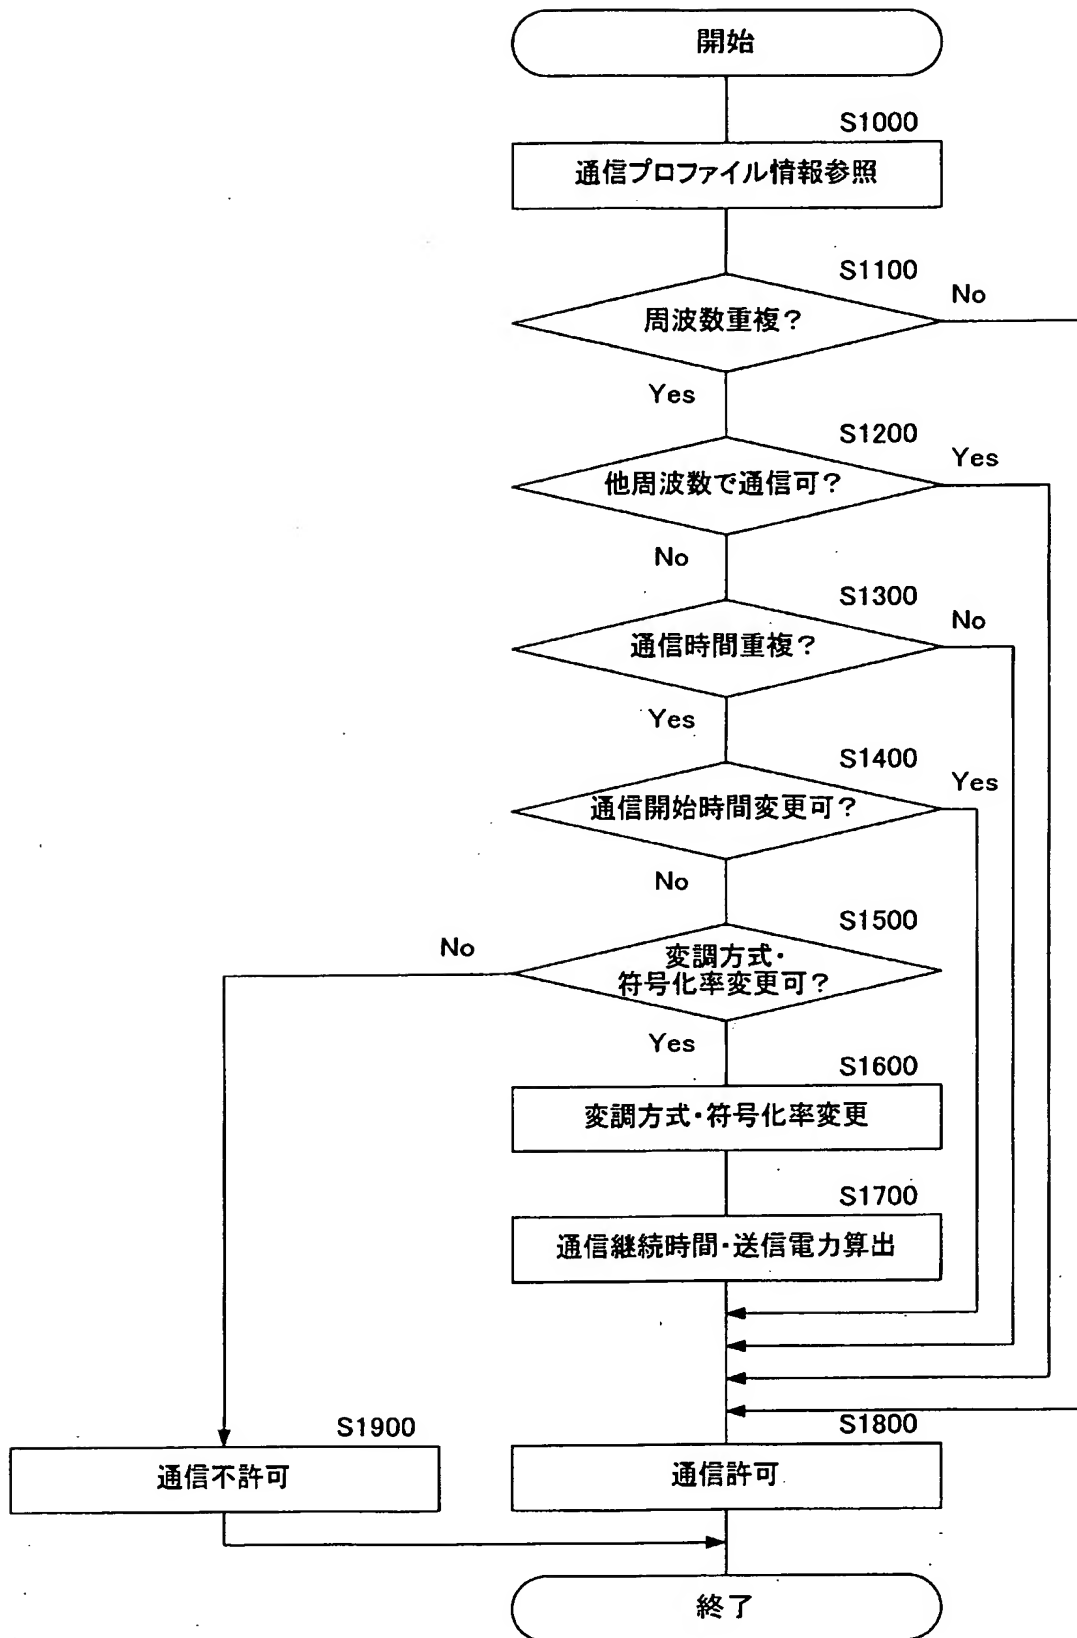 開始
S1000
通信プロファイル情報参照
S1100
周波数重複？
No
Yes
S1200
他周波数で通信可？
Yes
No
S1300
通信時間重複？
No
Yes
S1400
通信開始時間変更可？
Yes
No
S1500
変調方式・
符号化率変更可？
No
Yes
S1600
変調方式・符号化率変更
S1700
通信継続時間・送信電力算出
S1900
通信不許可
S1800
通信許可
終了